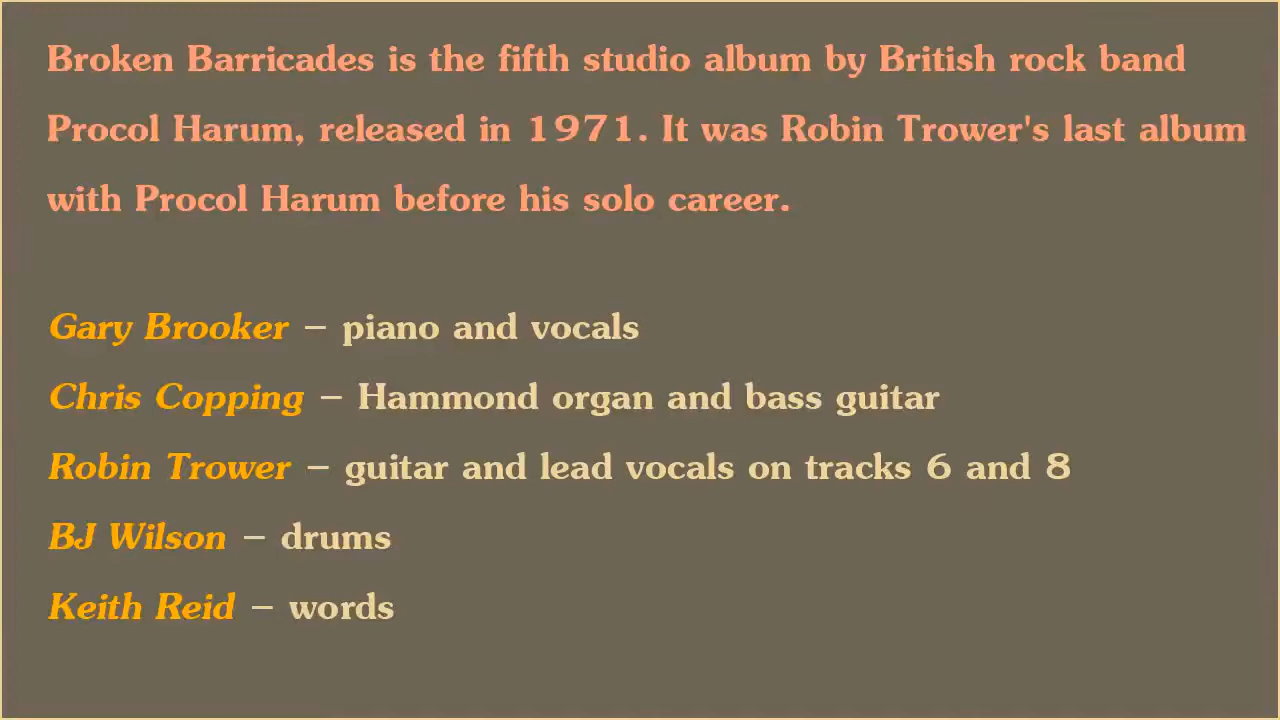 Broken Barricades is the fifth studio album by British rock band
Procol Harum, released in 1971. It was Robin Trower's last album
with Procol Harum before his solo career.
Gary Brooker – piano and vocals
Chris Copping – Hammond organ and bass guitar
Robin Trower – guitar and lead vocals on tracks 6 and 8
BJ Wilson – drums
Keith Reid – words